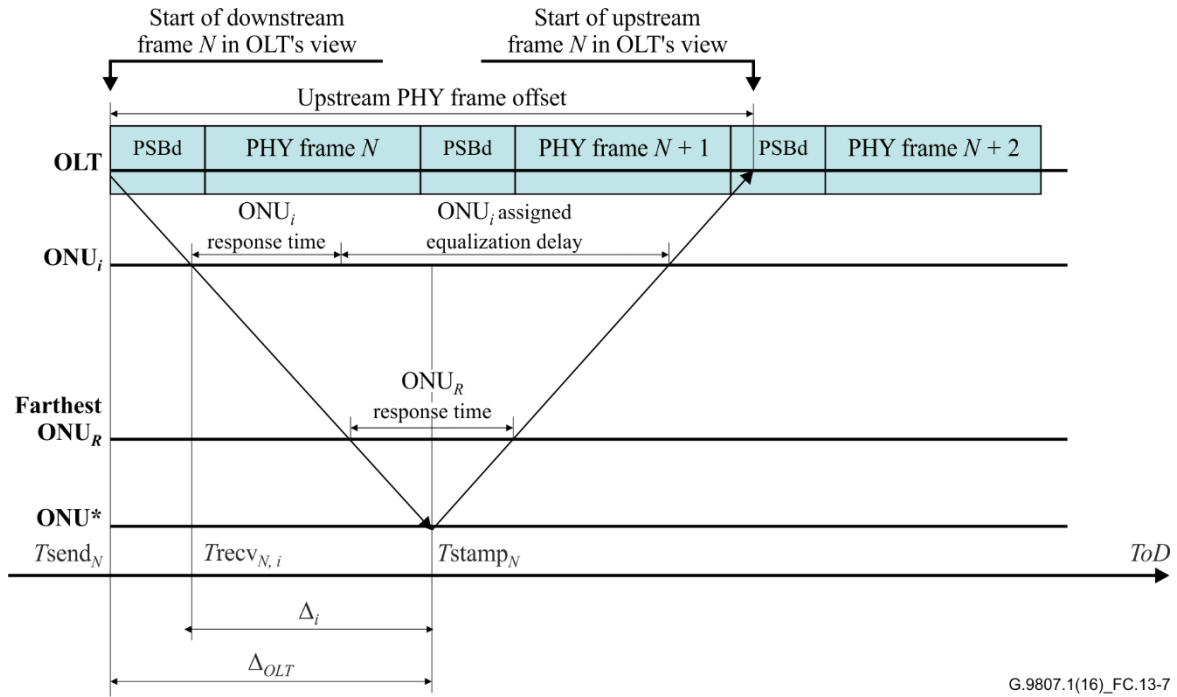 Start of downstream
frame N in OLT's view
Start of upstream
frame N in OLT's view
Upstream PHY frame offset
OLT
PSBd
PHY frame N
PSBd
PHY frame N + 1
PSBd
PHY frame N + 2
ONUi
response time
ONUi assigned
equalization delay
ONUi
ONUR
response time
Farthest
ONUR
ONU*
TsendN
TrecvN, i
TstampN
ToD
Δi
ΔOLT
G.9807.1(16)_FC.13-7